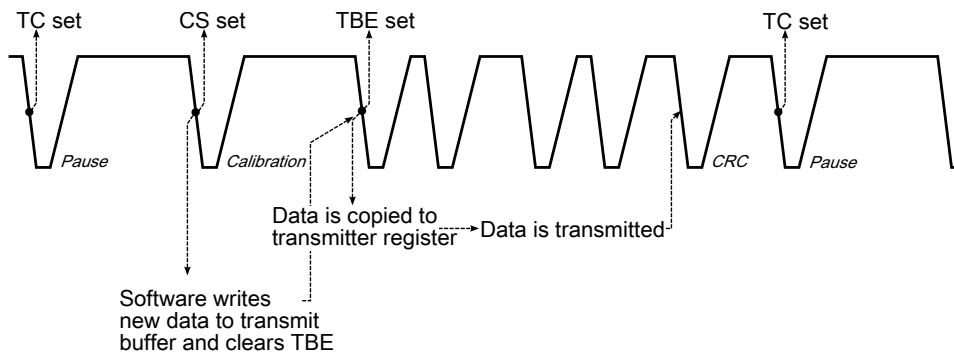 TC set
CS set
TBE set
TC set
Pause
Calibration
CRC
Pause
Data is copied to
transmitter register
Data is transmitted
Software writes
new data to transmit
buffer and clears TBE